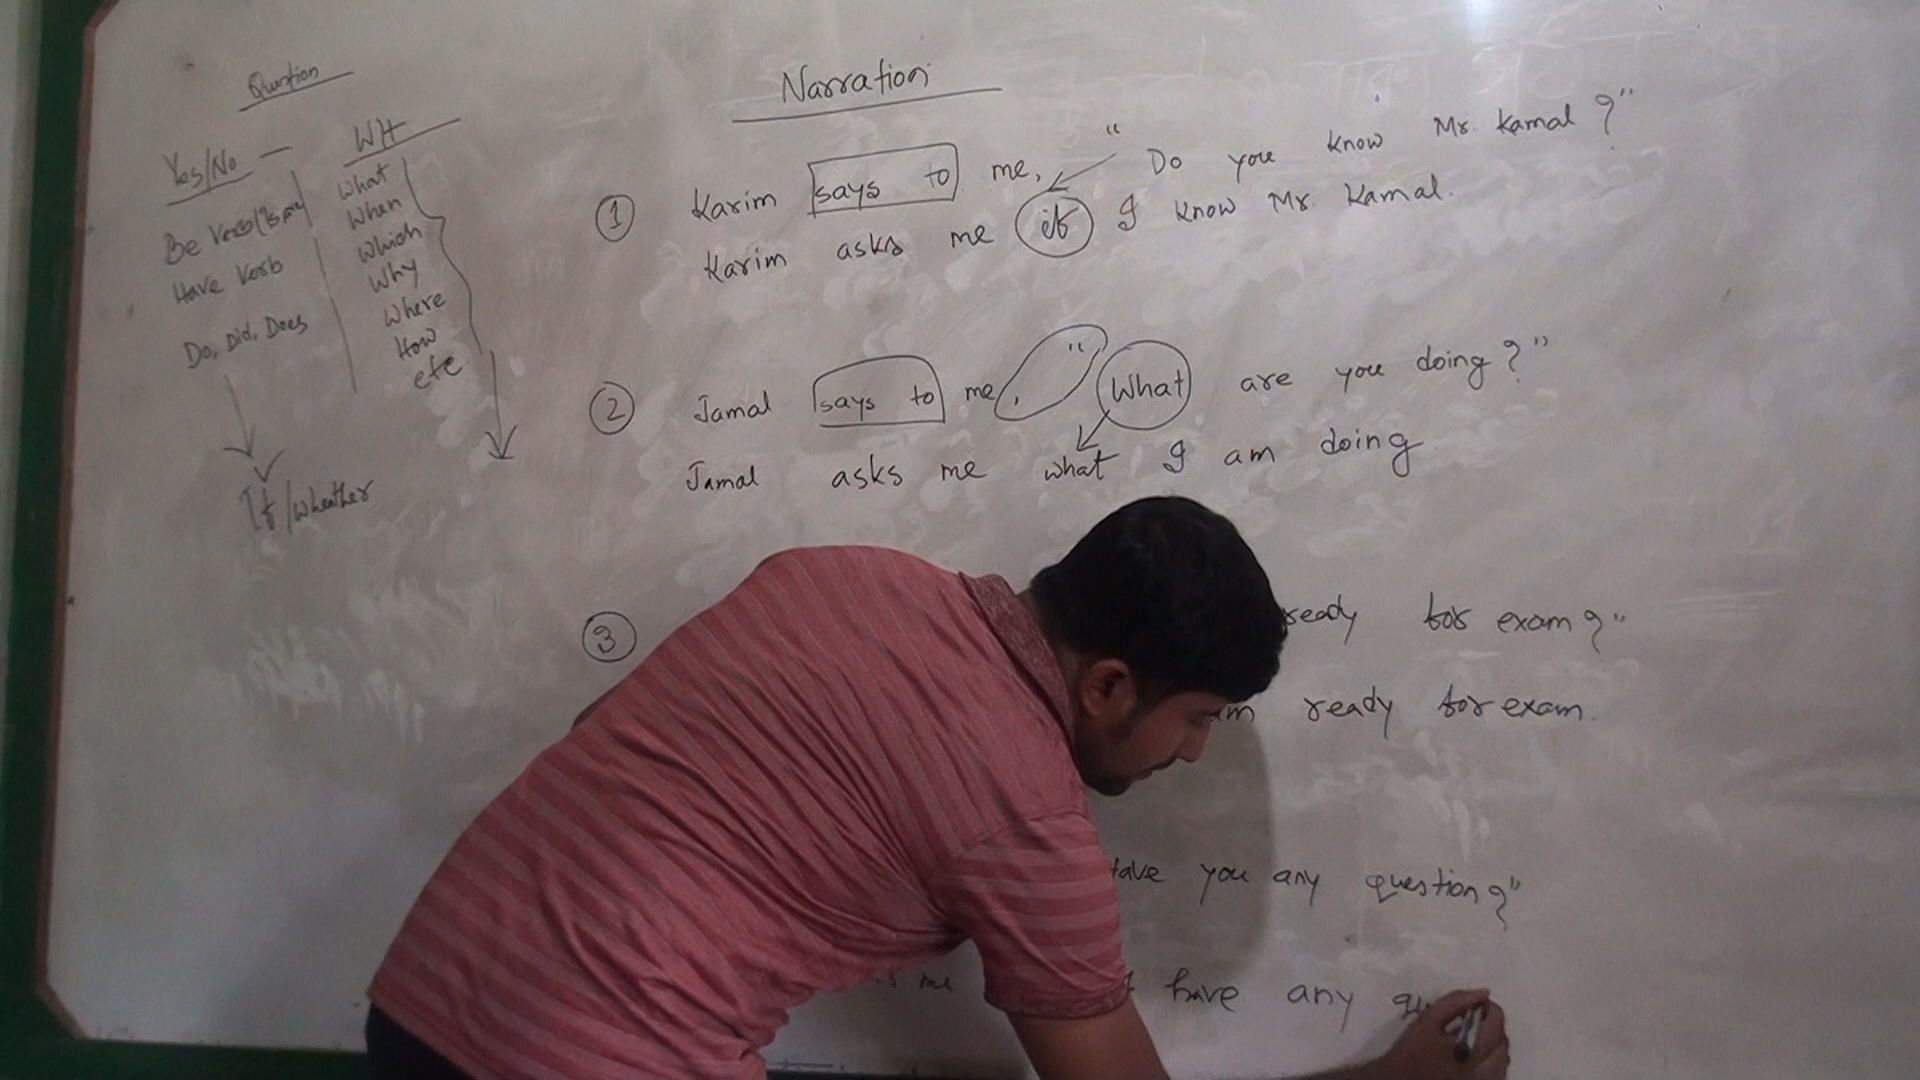 Question
Yes/No
Be Verb
Have Verb
Do, Did, Does
If/wheather
WH
What
When
Which
Why
Where
How
etc
Narration
① Karim says to me, "Do you know Mr. Kamal?"
Karim asks me if I know Mr. Kamal.
② Jamal says to me, "What are you doing?"
Jamal asks me what I am doing
③ ready for exam?"
am ready for exam.
Have you any question?"
me I have any qu